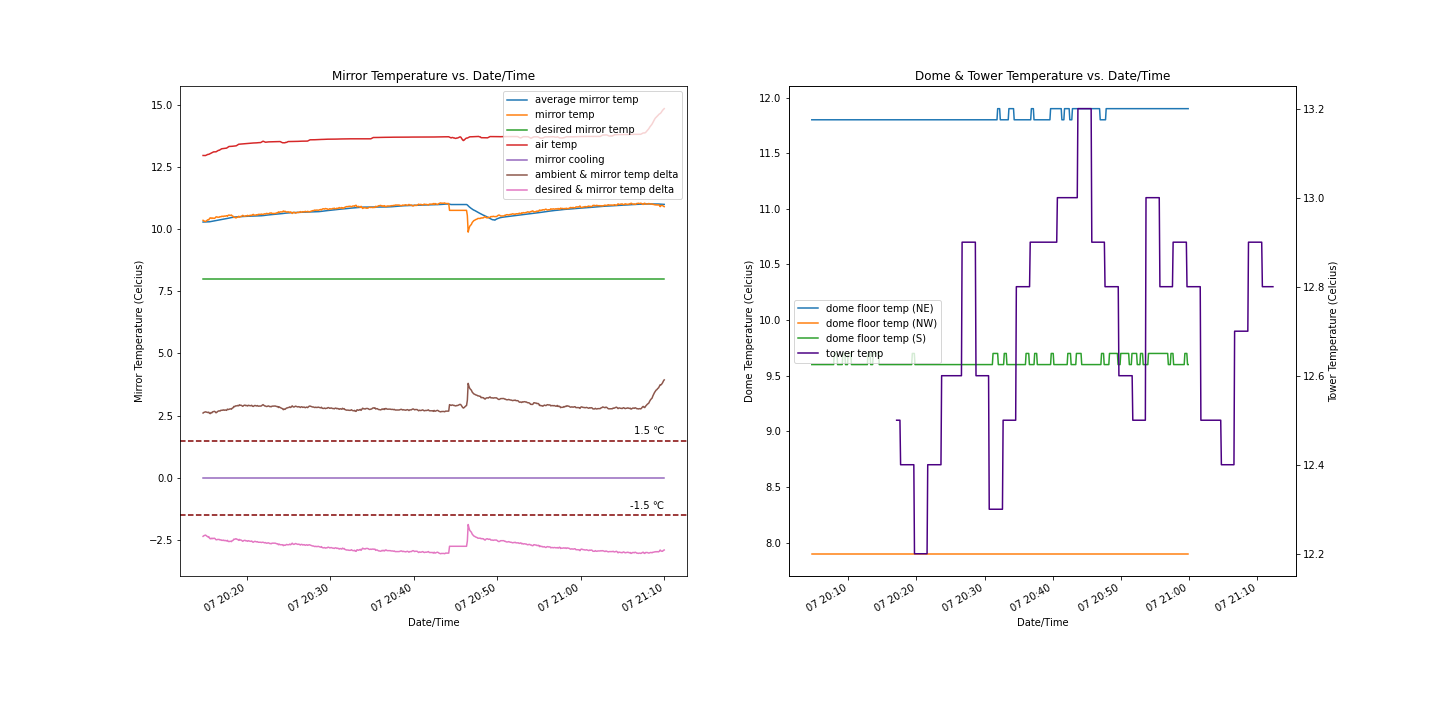 Mirror Temperature vs. Date/Time
Mirror Temperature (Celcius)
15.0
12.5
10.0
7.5
5.0
2.5
0.0
−2.5
average mirror temp
mirror temp
desired mirror temp
air temp
mirror cooling
ambient & mirror temp delta
desired & mirror temp delta
1.5 ℃
-1.5 ℃
07 20:20
07 20:30
07 20:40
07 20:50
07 21:00
07 21:10
Date/Time
Dome & Tower Temperature vs. Date/Time
Dome Temperature (Celcius)
12.0
11.5
11.0
10.5
10.0
9.5
9.0
8.5
8.0
dome floor temp (NE)
dome floor temp (NW)
dome floor temp (S)
tower temp
13.2
13.0
12.8
12.6
12.4
12.2
Tower Temperature (Celcius)
07 20:10
07 20:20
07 20:30
07 20:40
07 20:50
07 21:00
07 21:10
Date/Time